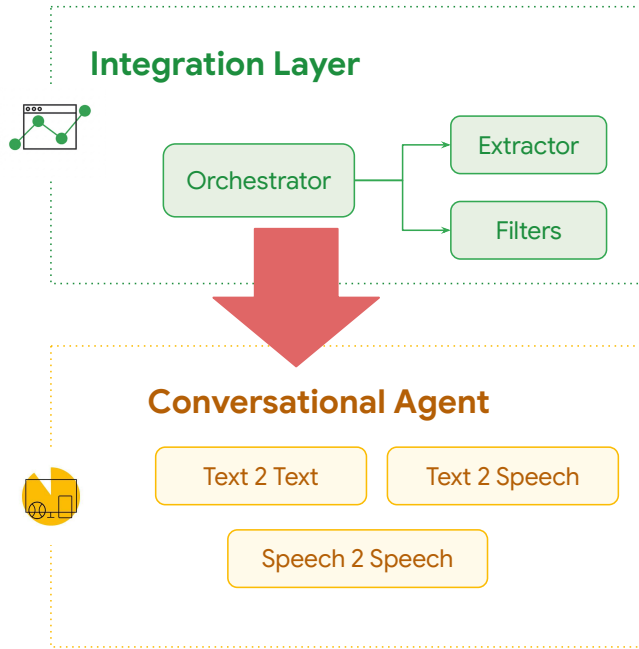 Integration Layer
Orchestrator
Extractor
Filters
Conversational Agent
Text 2 Text
Text 2 Speech
Speech 2 Speech